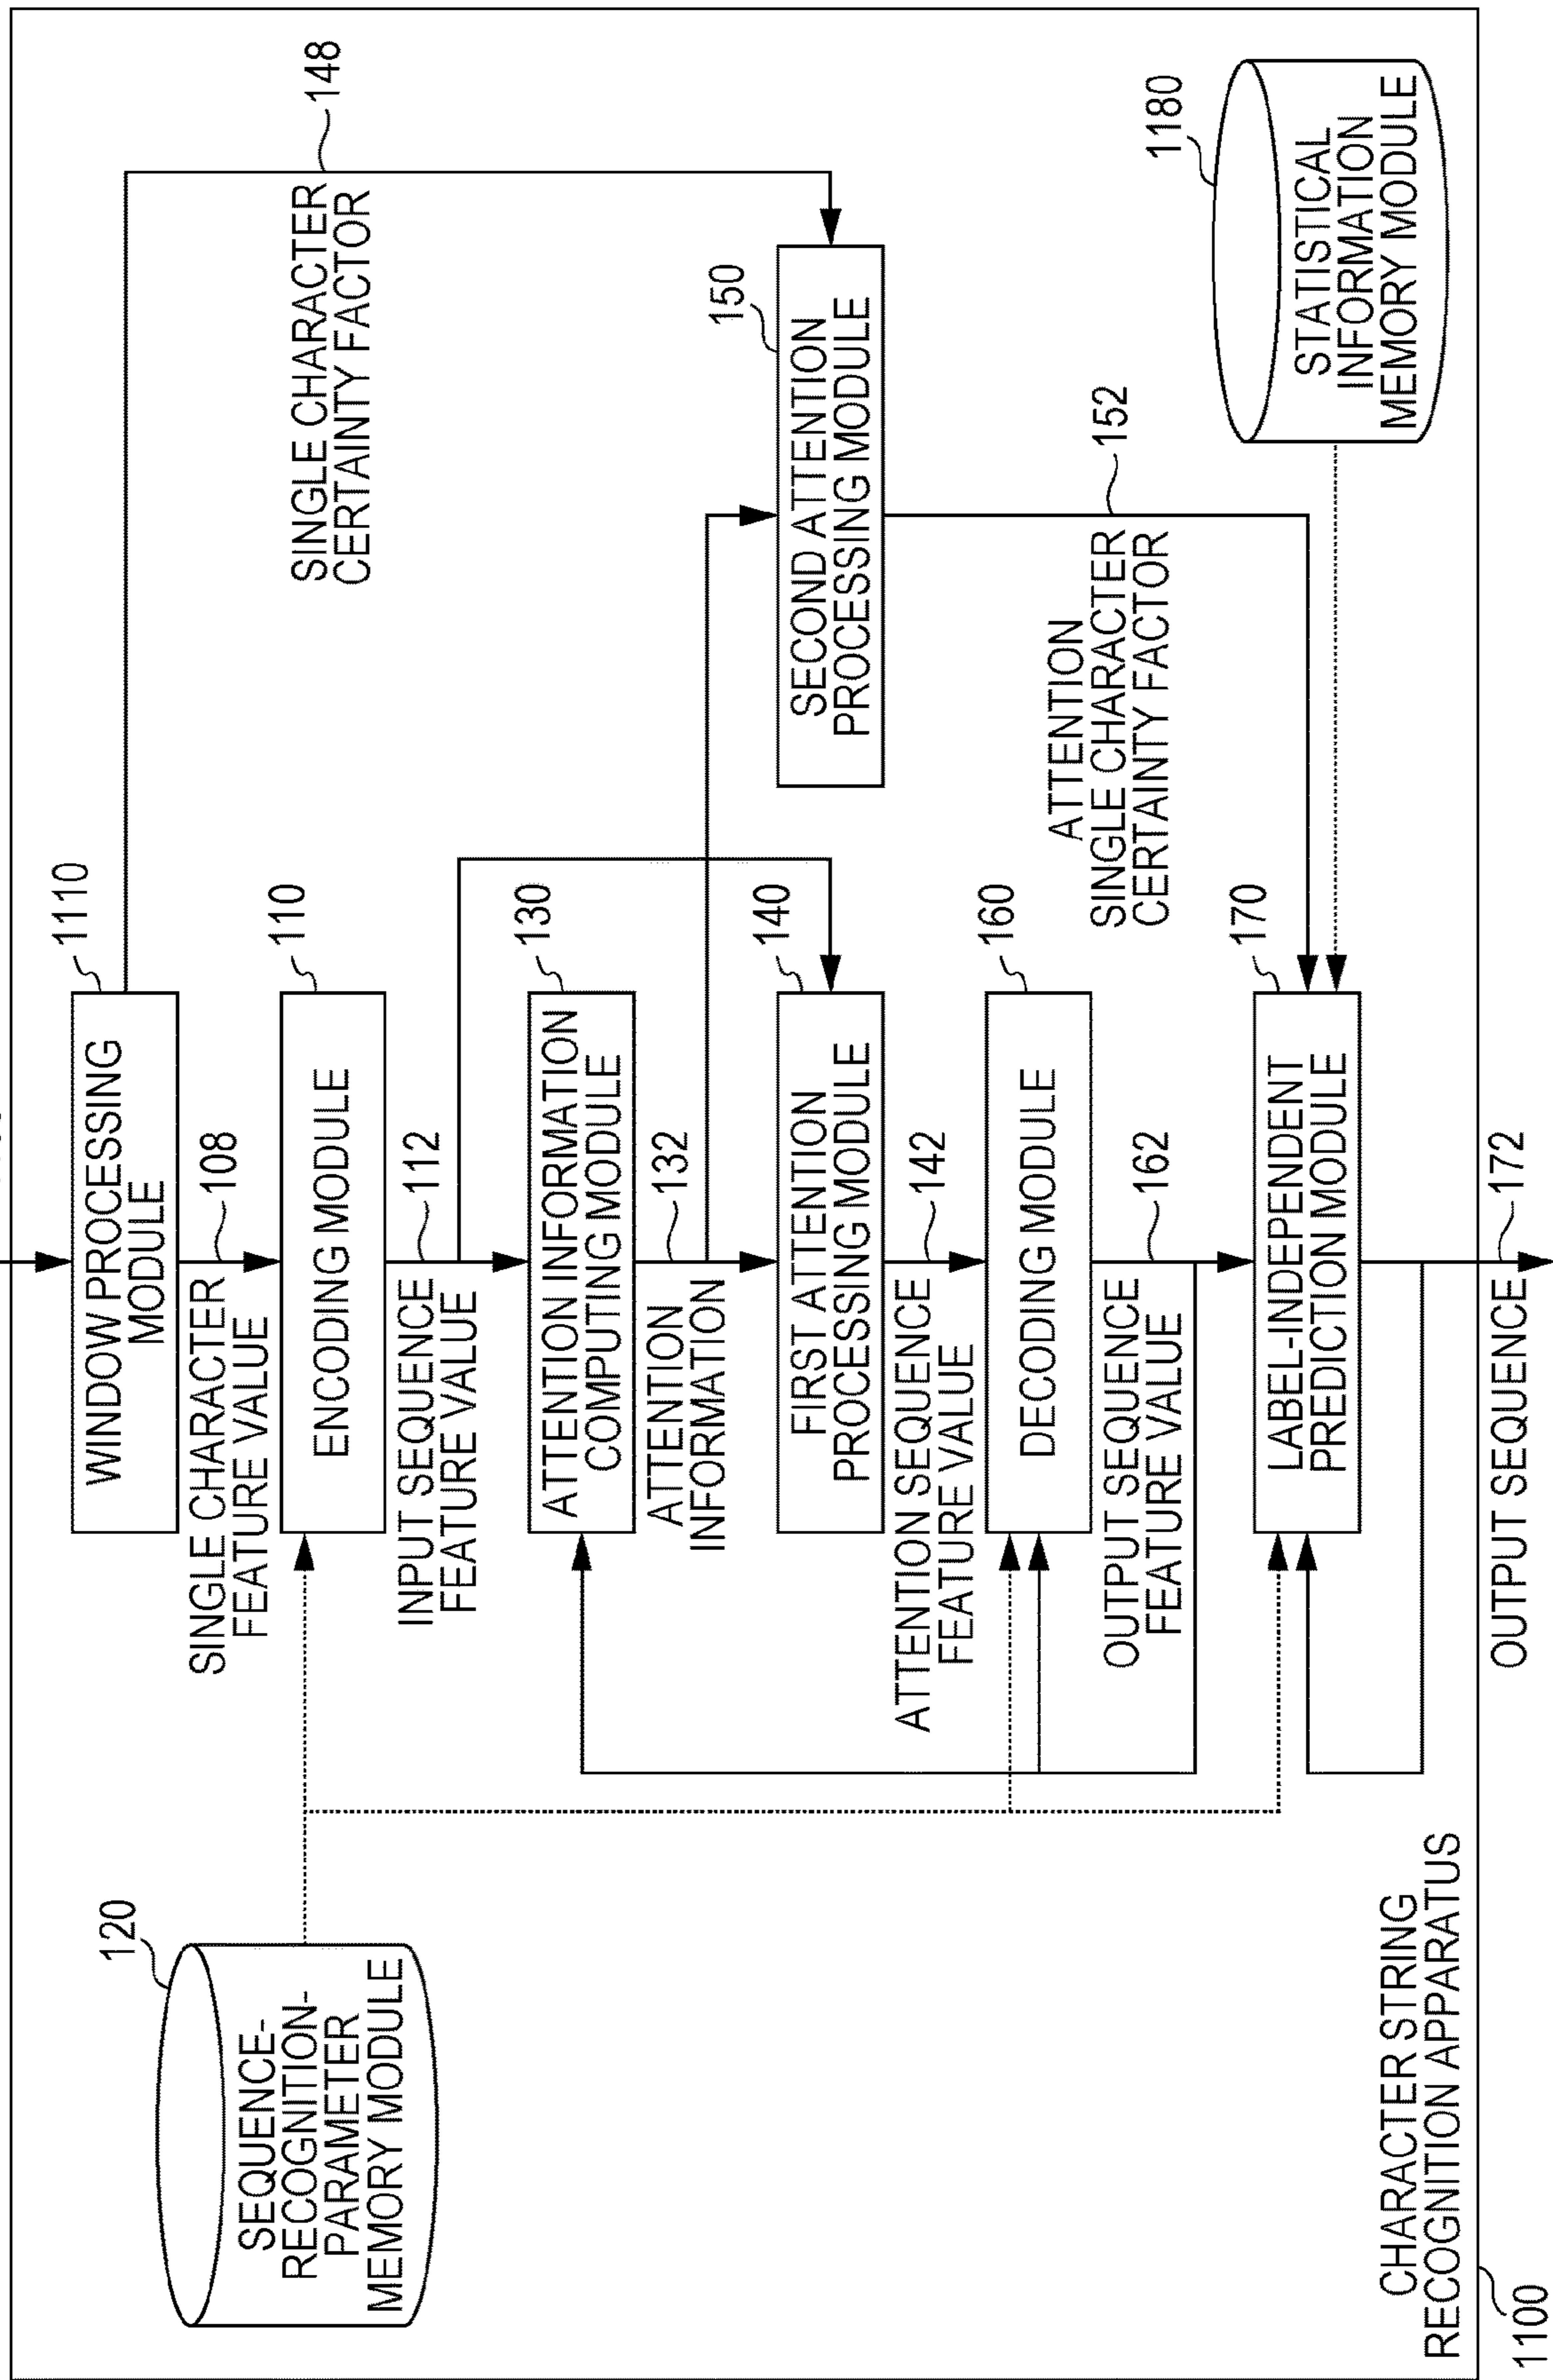 1110
WINDOW PROCESSING
MODULE
108
SINGLE CHARACTER
FEATURE VALUE
148
SINGLE CHARACTER
CERTAINTY FACTOR
120
SEQUENCE-
RECOGNITION-
PARAMETER
MEMORY MODULE
110
ENCODING MODULE
112
INPUT SEQUENCE
FEATURE VALUE
130
ATTENTION INFORMATION
COMPUTING MODULE
132
ATTENTION
INFORMATION
140
FIRST ATTENTION
PROCESSING MODULE
150
SECOND ATTENTION
PROCESSING MODULE
142
ATTENTION SEQUENCE
FEATURE VALUE
152
ATTENTION
SINGLE CHARACTER
CERTAINTY FACTOR
160
DECODING MODULE
162
OUTPUT SEQUENCE
FEATURE VALUE
170
LABEL-INDEPENDENT
PREDICTION MODULE
1180
STATISTICAL
INFORMATION
MEMORY MODULE
172
OUTPUT SEQUENCE
CHARACTER STRING
RECOGNITION APPARATUS
1100